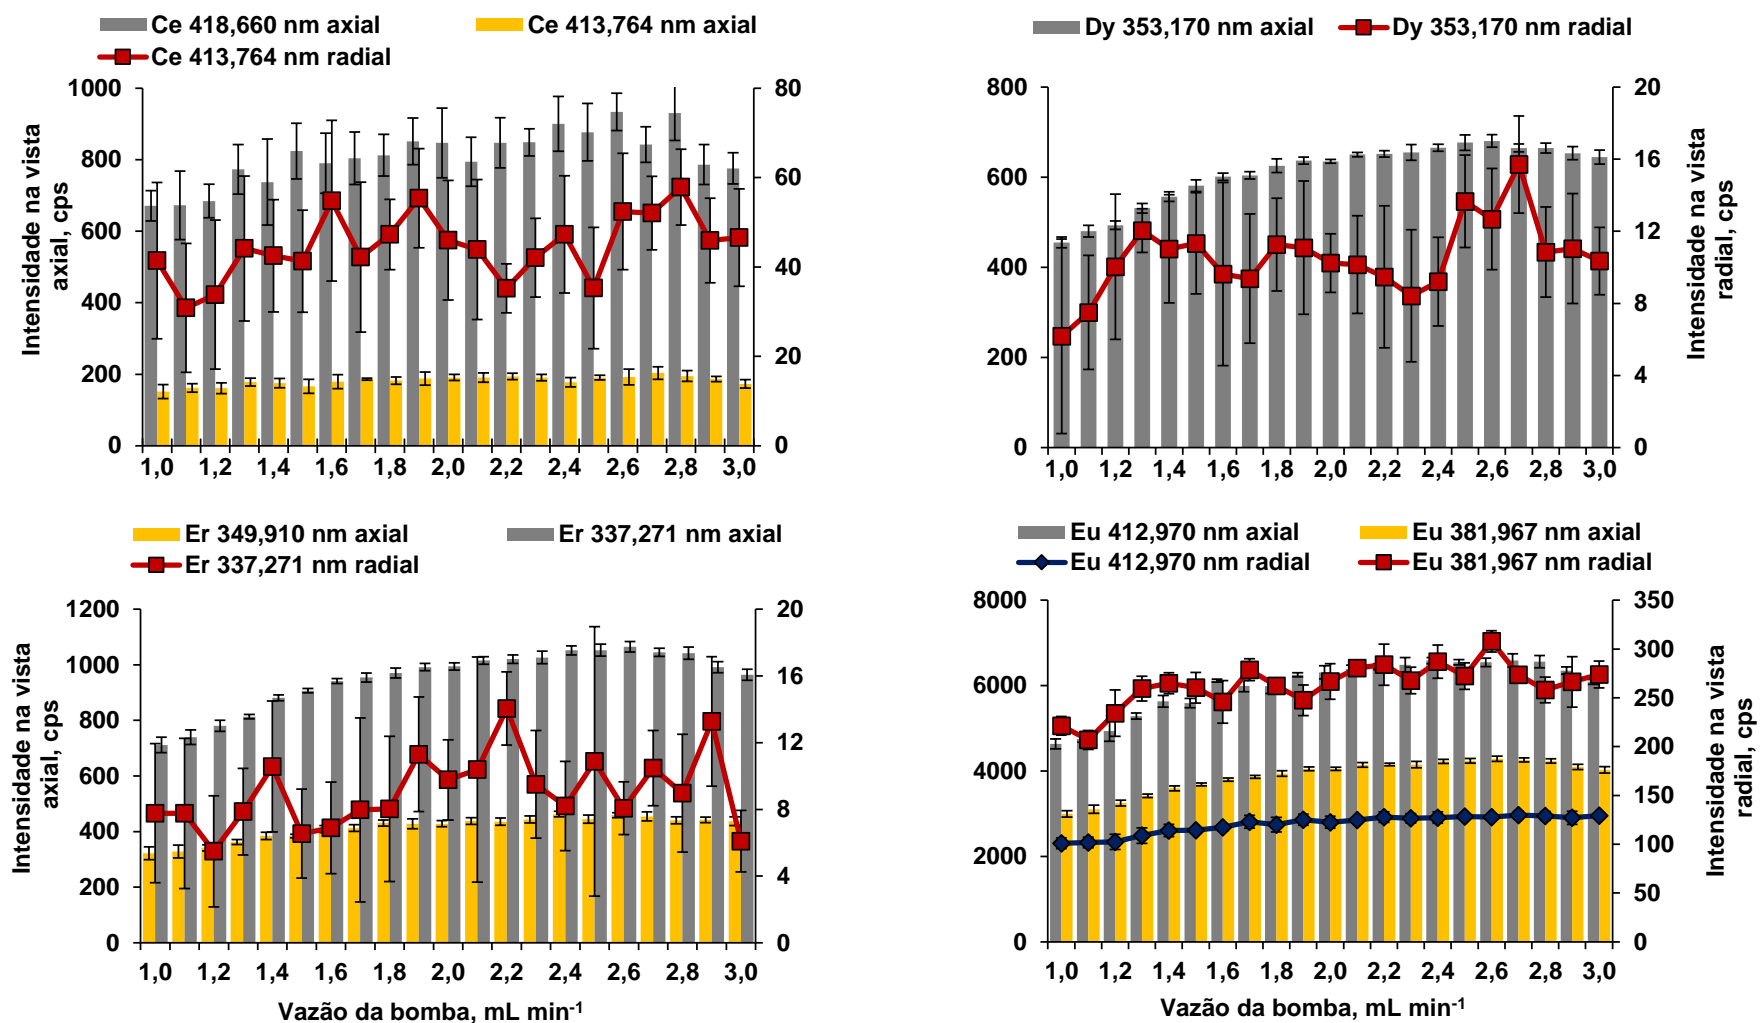 Ce 418,660 nm axial
Ce 413,764 nm axial
Ce 413,764 nm radial
Intensidade na vista
axial, cps
1000
800
600
400
200
0
80
60
40
20
0
1,0 1,2 1,4 1,6 1,8 2,0 2,2 2,4 2,6 2,8 3,0
Dy 353,170 nm axial
Dy 353,170 nm radial
800
600
400
200
0
20
16
12
8
4
0
Intensidade na vista
radial, cps
1,0 1,2 1,4 1,6 1,8 2,0 2,2 2,4 2,6 2,8 3,0
Er 349,910 nm axial
Er 337,271 nm axial
Er 337,271 nm radial
Intensidade na vista
axial, cps
1200
1000
800
600
400
200
0
20
16
12
8
4
0
1,0 1,2 1,4 1,6 1,8 2,0 2,2 2,4 2,6 2,8 3,0
Vazão da bomba, mL min-1
Eu 412,970 nm axial
Eu 381,967 nm axial
Eu 412,970 nm radial
Eu 381,967 nm radial
8000
6000
4000
2000
0
350
300
250
200
150
100
50
0
Intensidade na vista
radial, cps
1,0 1,2 1,4 1,6 1,8 2,0 2,2 2,4 2,6 2,8 3,0
Vazão da bomba, mL min-1